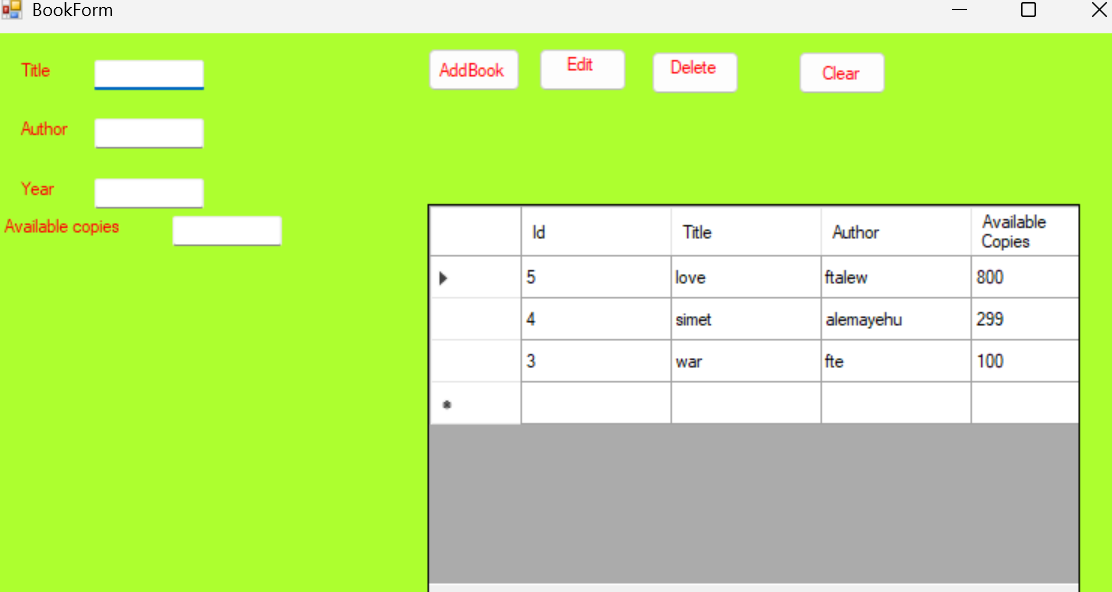 BookForm
Title
AddBook Edit Delete Clear
Author
Year
Available copies
Id Title Author Available Copies
5 love ftalew 800
4 simet alemayehu 299
3 war fte 100